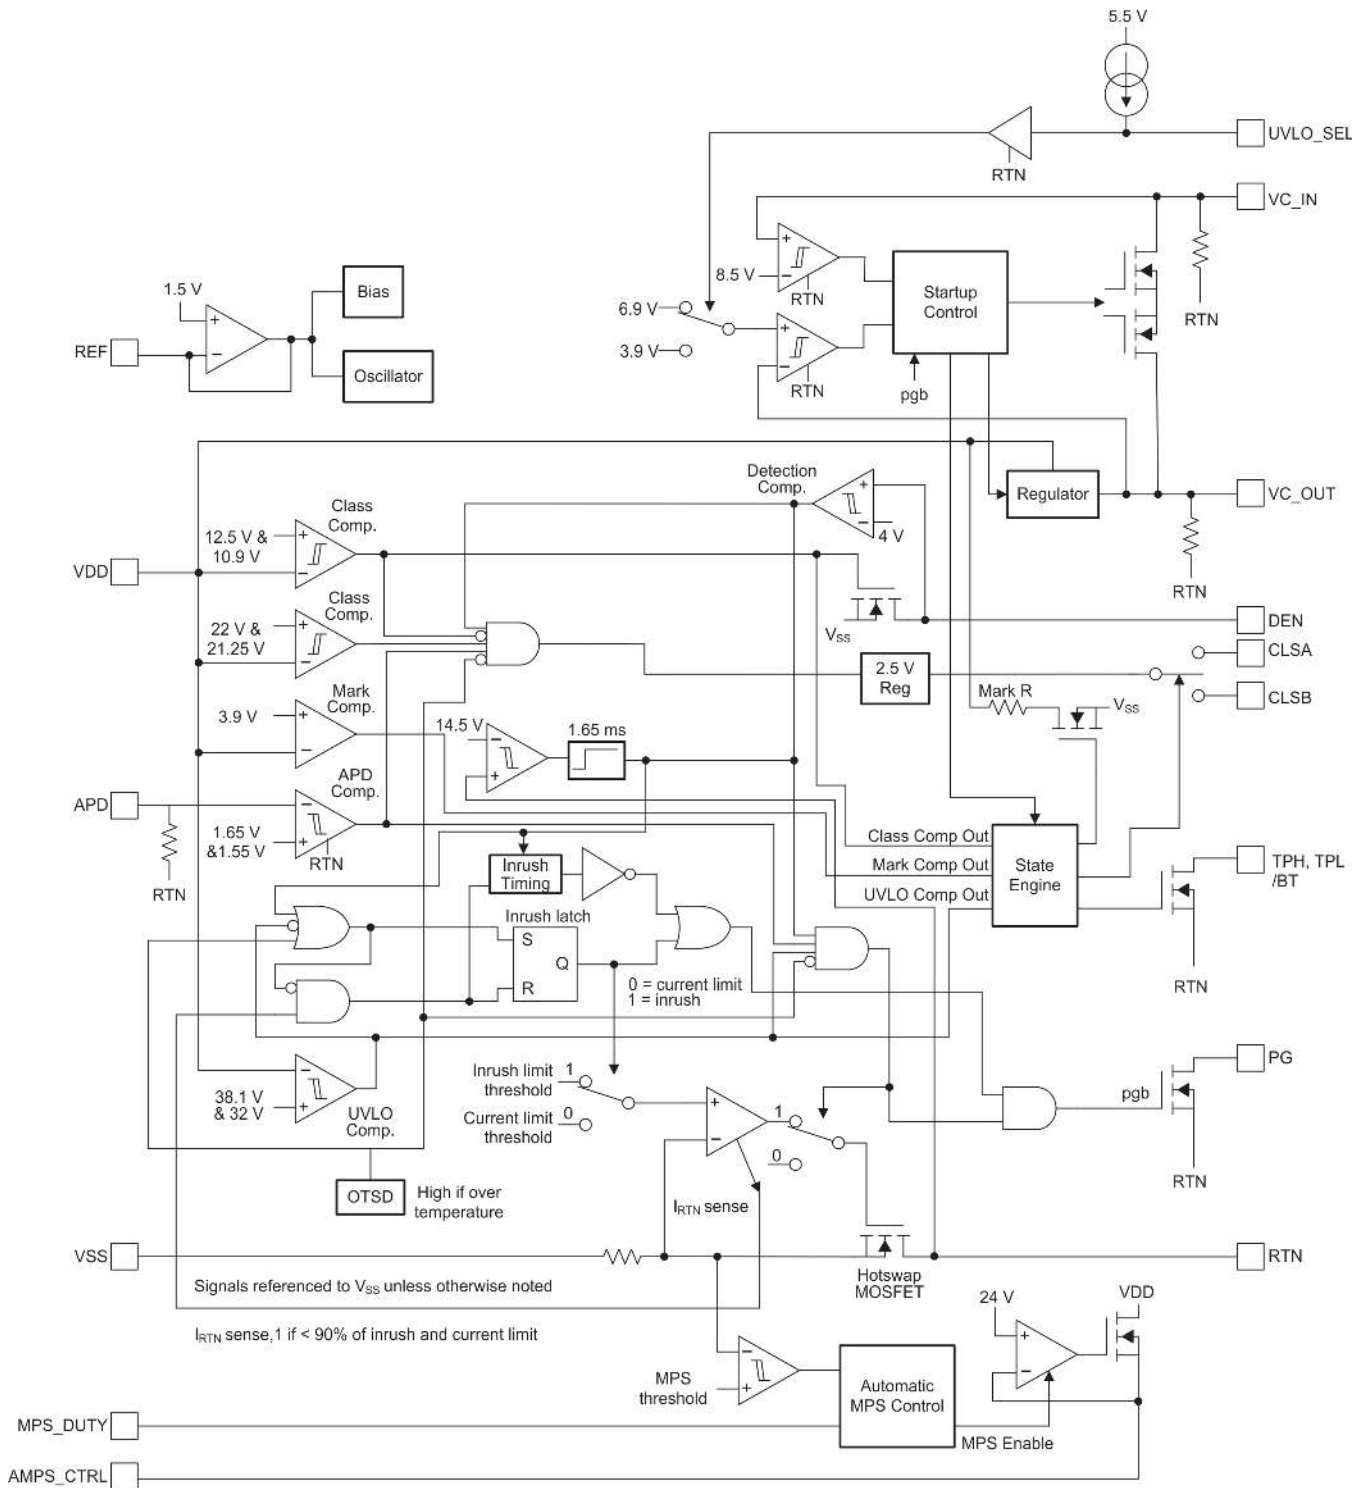 5.5 V
UVLO_SEL
RTN
VC_IN
8.5 V
RTN
Startup
Control
1.5 V
Bias
6.9 V
RTN
REF
3.9 V
Oscillator
RTN
pgb
Detection
Comp.
Regulator
VC_OUT
Class
Comp.
4 V
12.5 V &
10.9 V
VDD
RTN
Class
Comp.
DEN
22 V &
21.25 V
VSS
CLSA
2.5 V
Reg
Mark
Comp.
Mark R
VSS
CLSB
3.9 V
14.5 V
1.65 ms
APD
APD
Comp.
1.65 V
&1.55 V
RTN
Class Comp Out
Inrush
Timing
Mark Comp Out
State
Engine
TPH, TPL
/BT
RTN
UVLO Comp Out
Inrush latch
S
Q
R
0 = current limit
1 = inrush
RTN
Inrush limit
threshold
1
PG
38.1 V
& 32 V
UVLO
Comp.
Current limit
threshold
0
1
pgb
0
OTSD
High if over
temperature
IRTN sense
RTN
VSS
RTN
Signals referenced to VSS unless otherwise noted
Hotswap
MOSFET
24 V
VDD
IRTN sense,1 if < 90% of inrush and current limit
MPS
threshold
Automatic
MPS Control
MPS_DUTY
MPS Enable
AMPS_CTRL